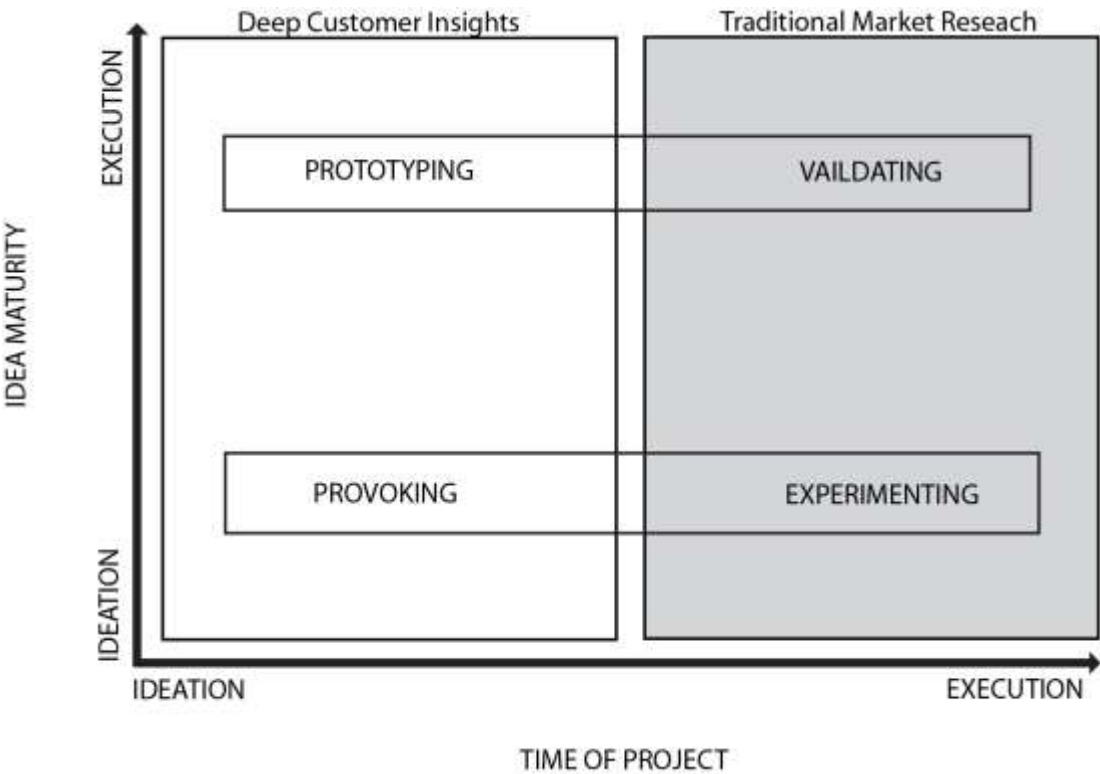 Deep Customer Insights
Traditional Market Reseach
EXECUTION
PROTOTYPING
VAILDATING
IDEA MATURITY
PROVOKING
EXPERIMENTING
IDEATION
IDEATION
EXECUTION
TIME OF PROJECT